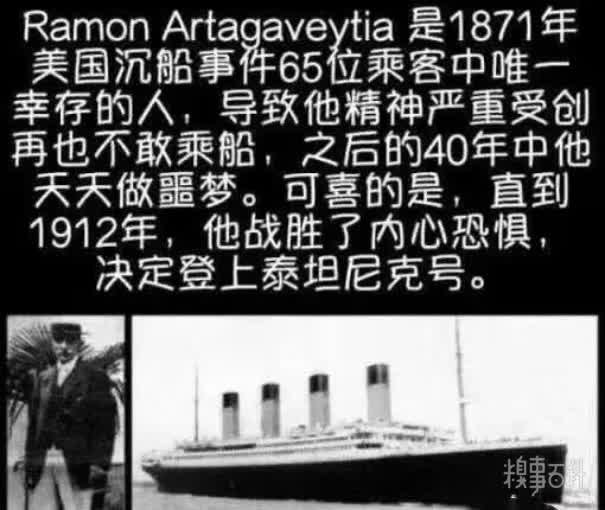 Ramon Artagaveytia 是1871年
美国沉船事件65位乘客中唯一
幸存的人，导致他精神严重受创
再也不敢乘船，之后的40年中他
天天做噩梦。可喜的是，直到
1912年，他战胜了内心恐惧，
决定登上泰坦尼克号。
糗事百科